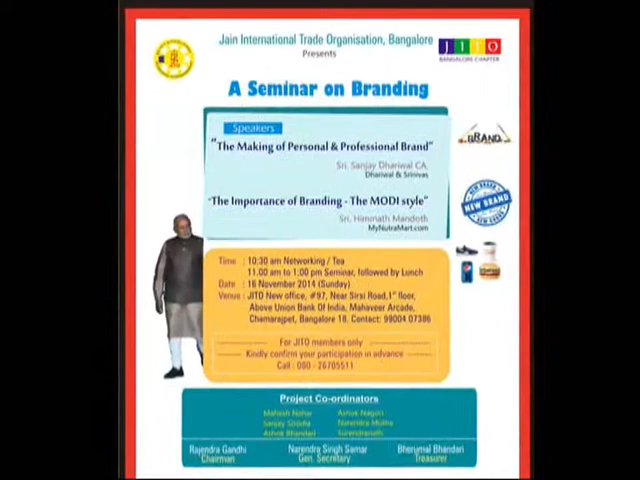 Jain International Trade Organisation, Bangalore
Presents
JITO
BANGALORE CHAPTER
A Seminar on Branding
Speakers
"The Making of Personal & Professional Brand"
Sri. Sanjay Dhariwal CA,
Dhariwal & Srinivas
BRAND
"The Importance of Branding - The MODI style"
Sri. Himmath Mandoth
MyNutraMart.com
NEW BRAND
Time : 10:30 am Networking / Tea
11.00 am to 1:00 pm Seminar, followed by Lunch
Date : 16 November 2014 (Sunday)
Venue : JITO New office, #97, Near Sirsi Road, 1st floor,
Above Union Bank Of India, Mahaveer Arcade,
Chamarajpet, Bangalore 18. Contact: 99004 07386
For JITO members only
Kindly confirm your participation in advance
Call : 080 - 26705511
Project Co-ordinators
Mahesh Nahar Ashok Nagori
Sanjay Narendra
Ashok Bhandari
Rajendra Gandhi Narendra Singh Samar Bherumal Bhandari
Chairman Gen. Secretary Treasurer